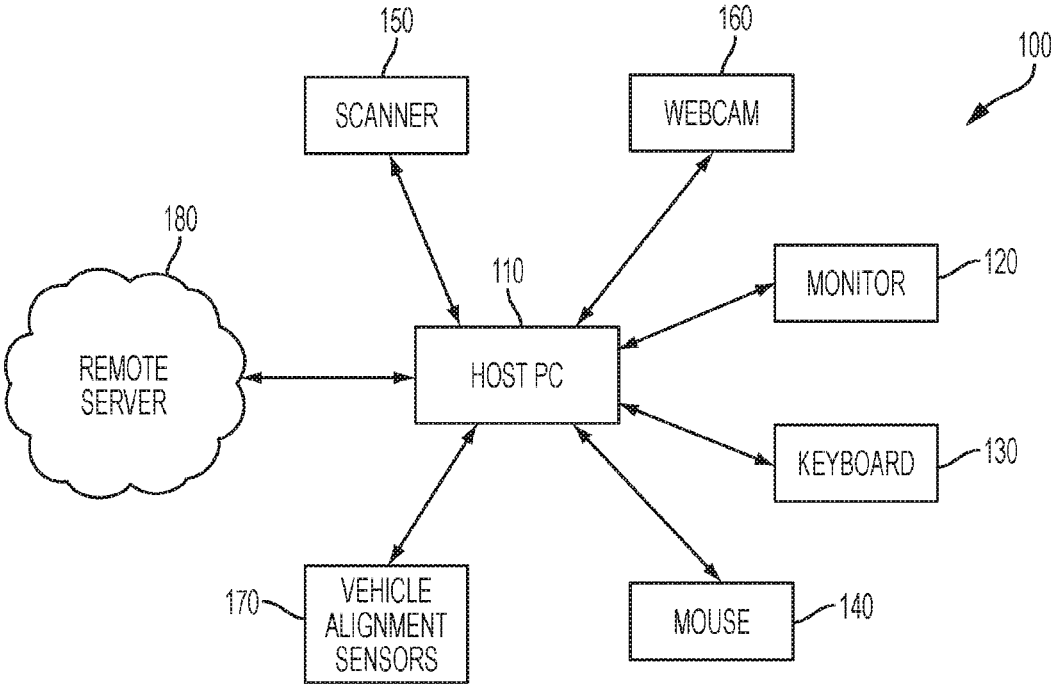 150
160
100
SCANNER
WEBCAM
180
110
MONITOR
120
REMOTE
SERVER
HOST PC
KEYBOARD
130
170
VEHICLE
ALIGNMENT
SENSORS
MOUSE
140